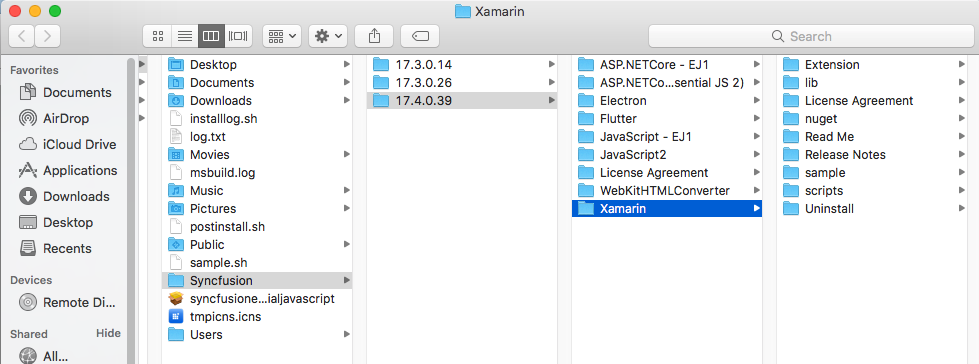 Xamarin
Search
Favorites
Documents
AirDrop
iCloud Drive
Applications
Downloads
Desktop
Recents
Devices
Remote Di...
Shared
Hide
All...
Desktop
Documents
Downloads
installlog.sh
log.txt
Movies
msbuild.log
Music
Pictures
postinstall.sh
Public
sample.sh
Syncfusion
syncfusione...ialjavascript
tmpicns.icns
Users
17.3.0.14
17.3.0.26
17.4.0.39
ASP.NETCore - EJ1
ASP.NETCo...sential JS 2)
Electron
Flutter
JavaScript - EJ1
JavaScript2
License Agreement
WebKitHTMLConverter
Xamarin
Extension
lib
License Agreement
nuget
Read Me
Release Notes
sample
scripts
Uninstall